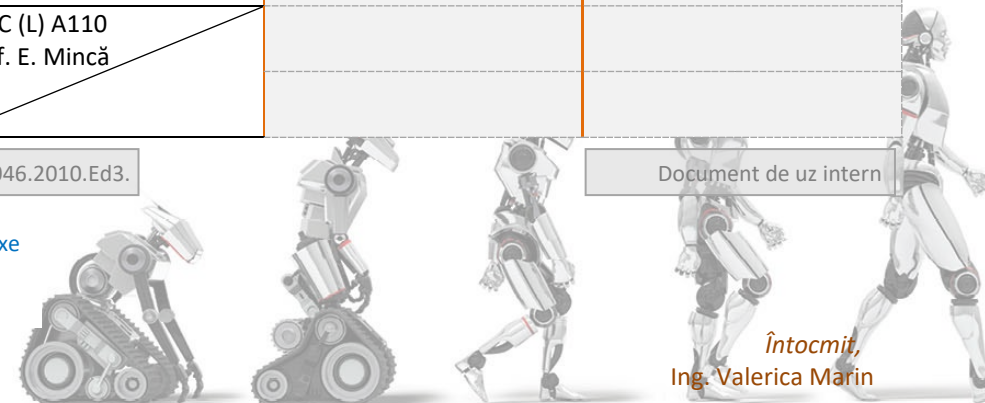 C (L) A110
f. E. Mincă
046.2010.Ed3.
Document de uz intern
xe
Întocmit,
Ing. Valerica Marin